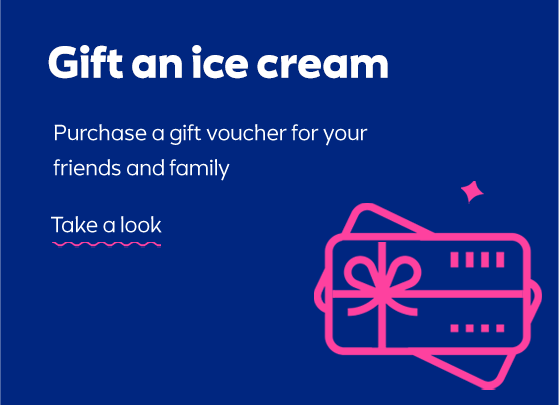 Gift an ice cream
Purchase a gift voucher for your
friends and family
Take a look